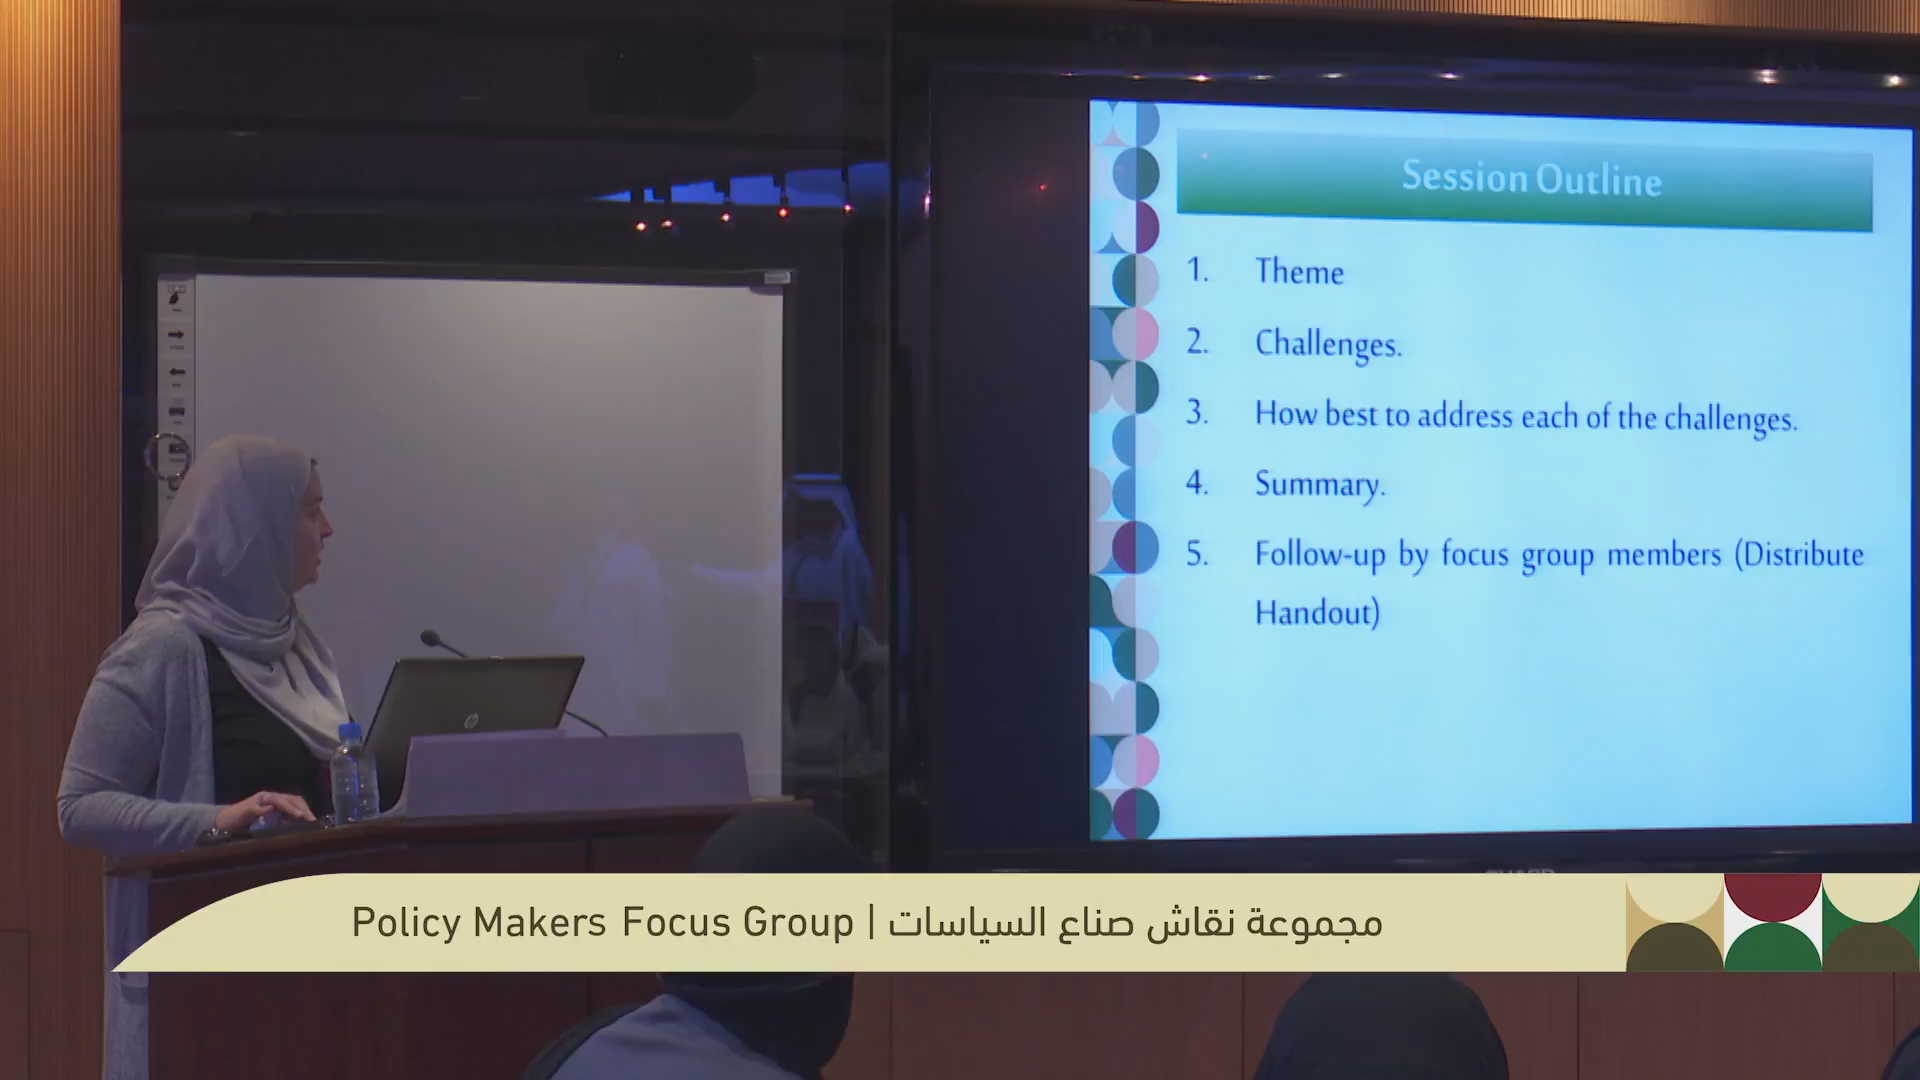 Session Outline
1. Theme
2. Challenges.
3. How best to address each of the challenges.
4. Summary.
5. Follow-up by focus group members (Distribute
Handout)
hp
Policy Makers Focus Group | مجموعة نقاش صناع السياسات